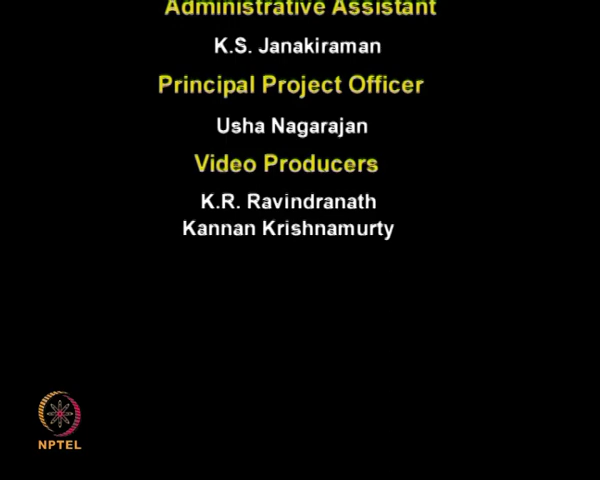 Administrative Assistant
K.S. Janakiraman
Principal Project Officer
Usha Nagarajan
Video Producers
K.R. Ravindranath
Kannan Krishnamurty
NPTEL